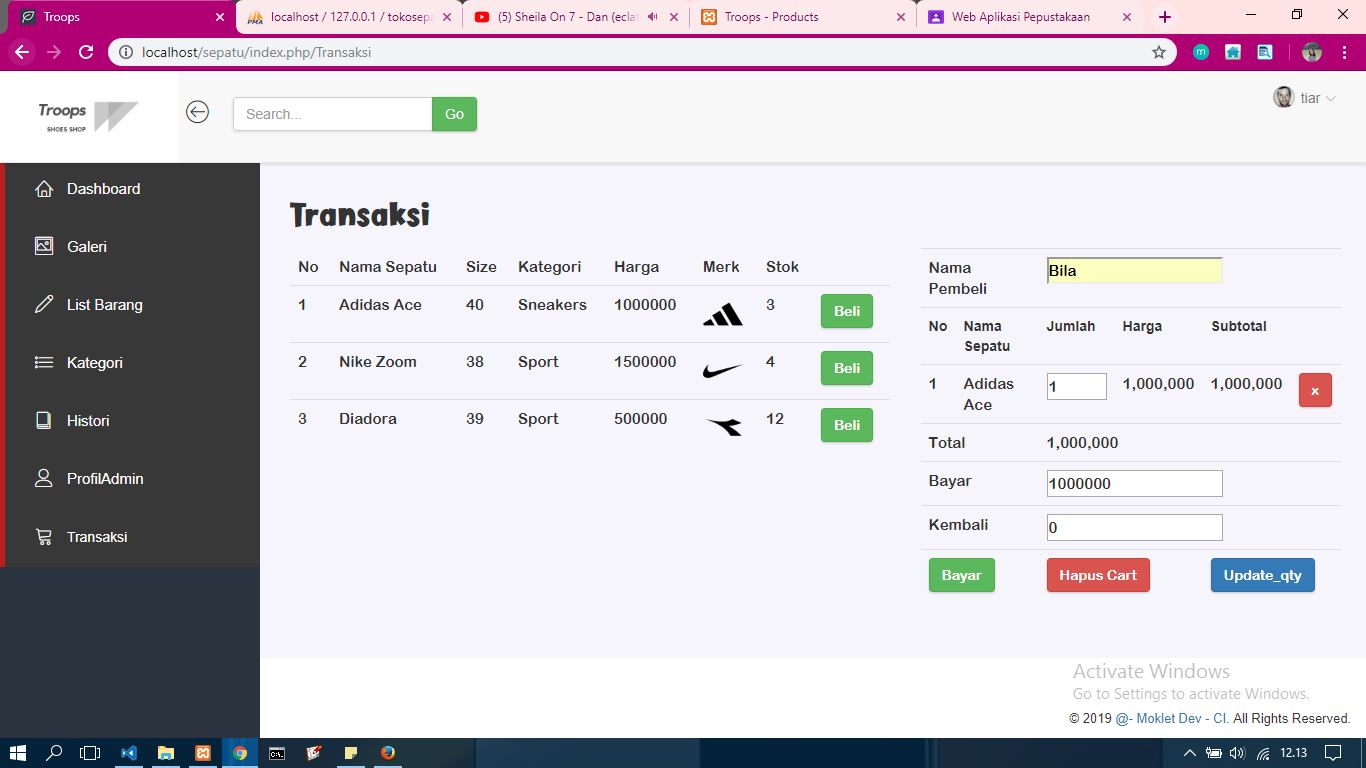 Troops
localhost / 127.0.0.1 / tokosepa
(5) Sheila On 7 - Dan (eclat
Troops - Products
Web Aplikasi Pepustakaan
localhost/sepatu/index.php/Transaksi
Troops
SHOES SHOP
Search...
Go
tiar
Dashboard
Galeri
List Barang
Kategori
Histori
ProfilAdmin
Transaksi
Transaksi
No Nama Sepatu Size Kategori Harga Merk Stok
1 Adidas Ace 40 Sneakers 1000000 3 Beli
2 Nike Zoom 38 Sport 1500000 4 Beli
3 Diadora 39 Sport 500000 12 Beli
Nama Pembeli Bila
No Nama Sepatu Jumlah Harga Subtotal
1 Adidas Ace 1 1,000,000 1,000,000 x
Total 1,000,000
Bayar 1000000
Kembali 0
Bayar Hapus Cart Update_qty
Activate Windows
Go to Settings to activate Windows.
© 2019 @- Moklet Dev - CI. All Rights Reserved.
12.13